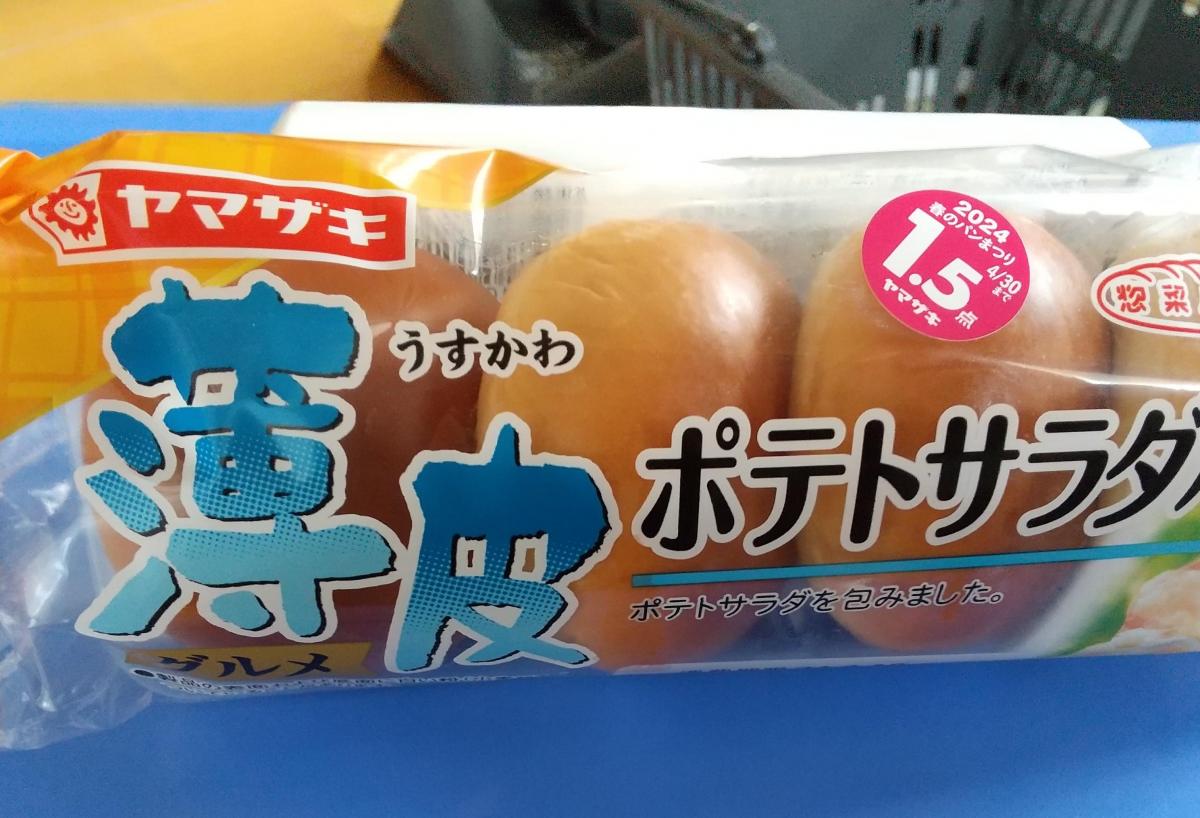 ヤマザキ
薄皮
うすかわ
ポテトサラダ
ポテトサラダを包みました。
グルメ
2024
春のパンまつり
1.5点
4/30
まで
ヤマザキ
惣菜